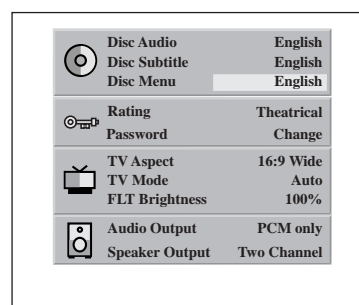 Disc Audio English
Disc Subtitle English
Disc Menu English
Rating Theatrical
Password Change
TV Aspect 16:9 Wide
TV Mode Auto
FLT Brightness 100%
Audio Output PCM only
Speaker Output Two Channel